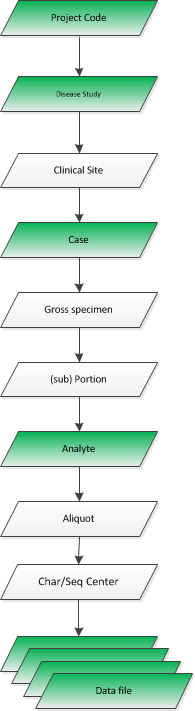 Project Code
Disease Study
Clinical Site
Case
Gross specimen
(sub) Portion
Analyte
Aliquot
Char/Seq Center
Data file